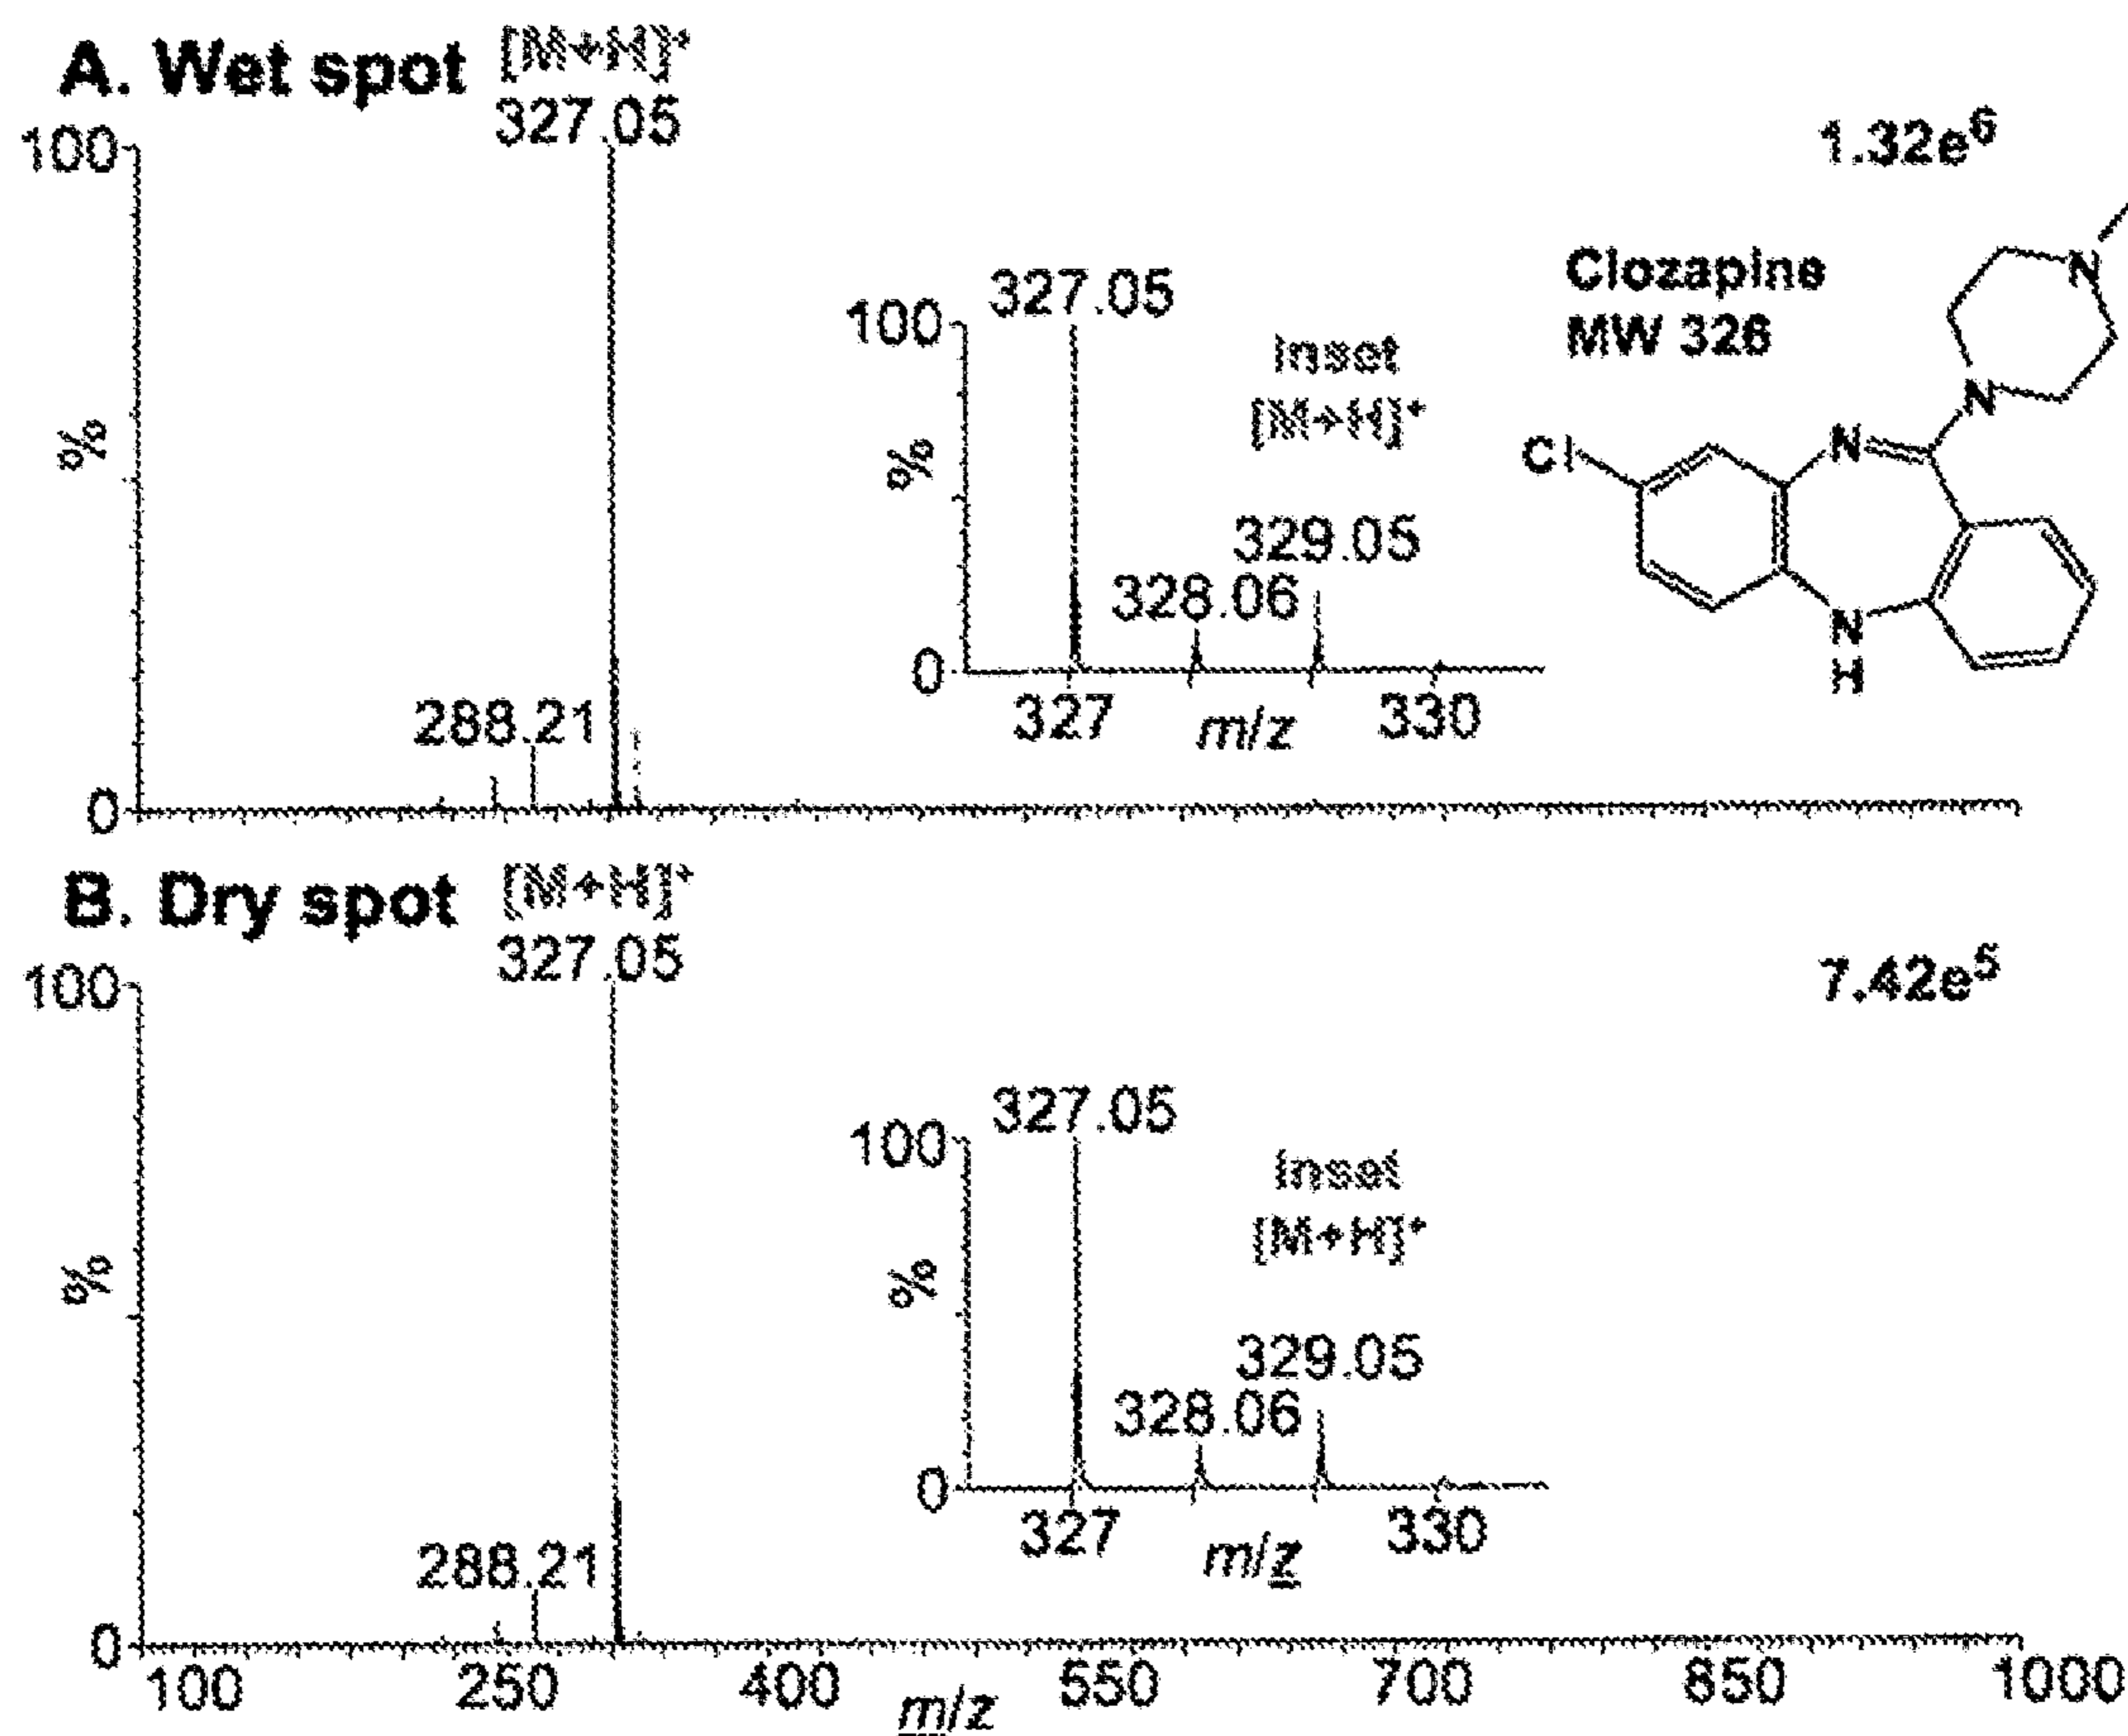 A. Wet spot [M+H]⁺
327.05
1.32e⁶
100
%
288.21
0
100
327.05
Inset
[M+H]⁺
%
329.05
328.06
0
327
m/z
330
Clozapine
MW 326
N
N
N
Cl
N
H
B. Dry spot [M+H]⁺
327.05
7.42e⁵
100
%
288.21
0
100
327.05
Inset
[M+H]⁺
%
329.05
328.06
0
327
m/z
330
100 250 400 550 700 850 1000
m/z